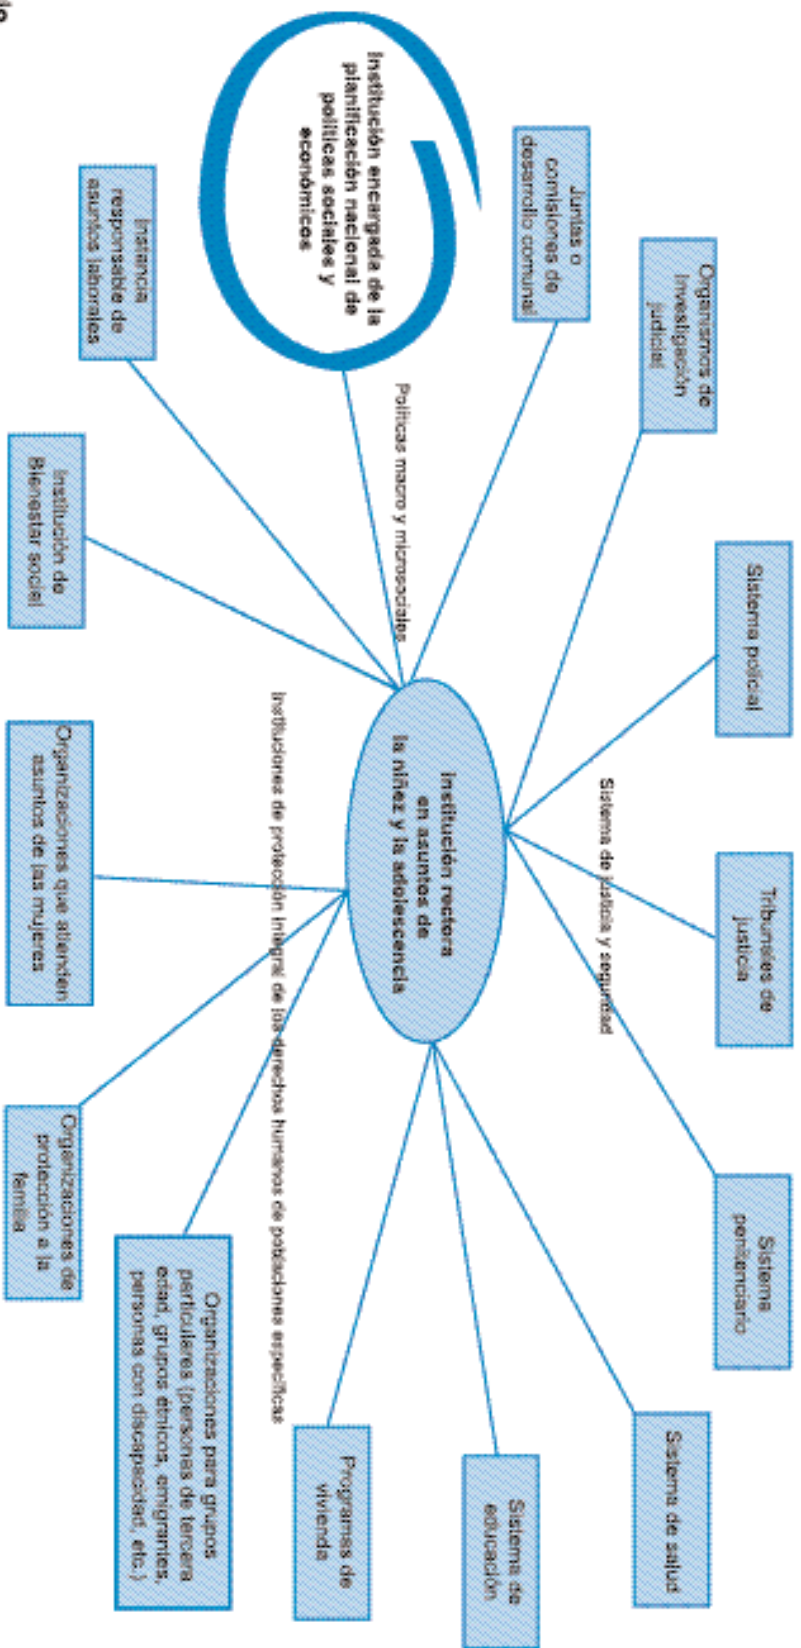 Organismos de
Investigación
judicial
Sistema policial
Tribunales de
justicia
Sistema
penitenciario
Sistema de salud
Juntas o
comisiones de
desarrollo comunal
Sistema de justicia y seguridad
Institución encargada de la
planificación nacional de
políticas sociales y
económicos
Políticas macro y microsociales
Institución rectora
en asuntos de
la niñez y la adolescencia
Sistema de
educación
Programas de
vivienda
Instituciones de protección integral de los derechos humanos de poblaciones específicas
Instancia
responsable de
asuntos laborales
Institución de
Bienestar social
Organizaciones que atienden
asuntos de las mujeres
Organizaciones de
protección a la
familia
Organizaciones para grupos
particulares (personas de tercera
edad, grupos étnicos, emigrantes,
personas con discapacidad, etc.)